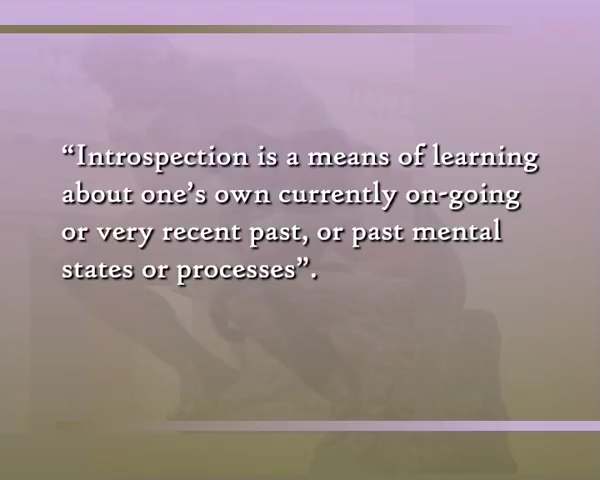 “Introspection is a means of learning
about one’s own currently on-going
or very recent past, or past mental
states or processes”.